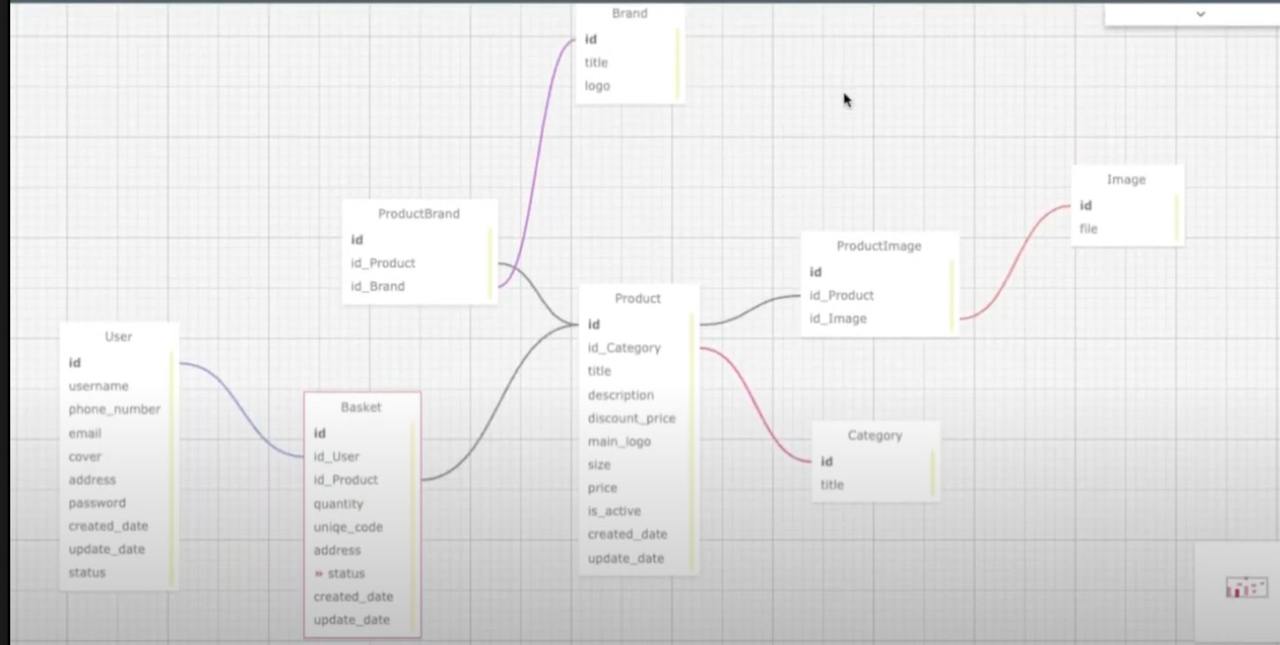 Brand
id
title
logo
Image
id
file
ProductBrand
id
id_Product
id_Brand
ProductImage
id
id_Product
id_Image
Product
id
id_Category
title
description
discount_price
main_logo
size
price
is_active
created_date
update_date
User
id
username
phone_number
email
cover
address
password
created_date
update_date
status
Basket
id
id_User
id_Product
quantity
uniqe_code
address
» status
created_date
update_date
Category
id
title